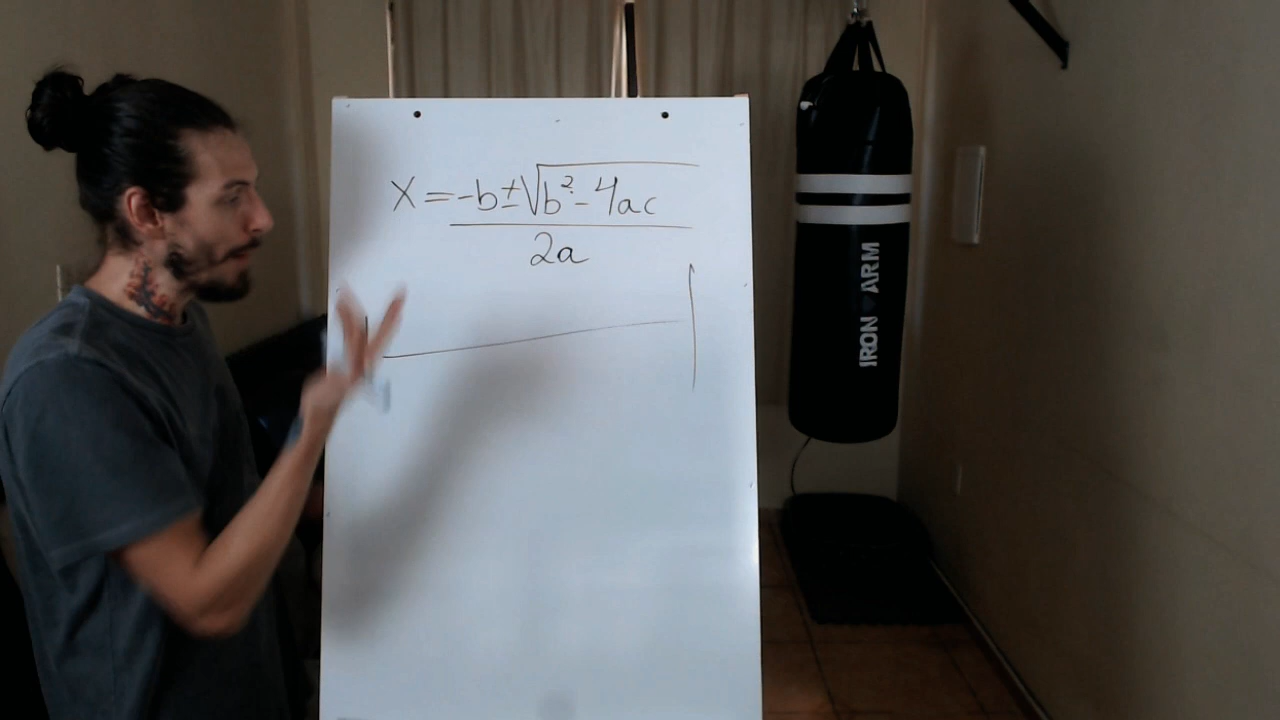 x = -b ± √b² - 4ac
2a
IRON ARM